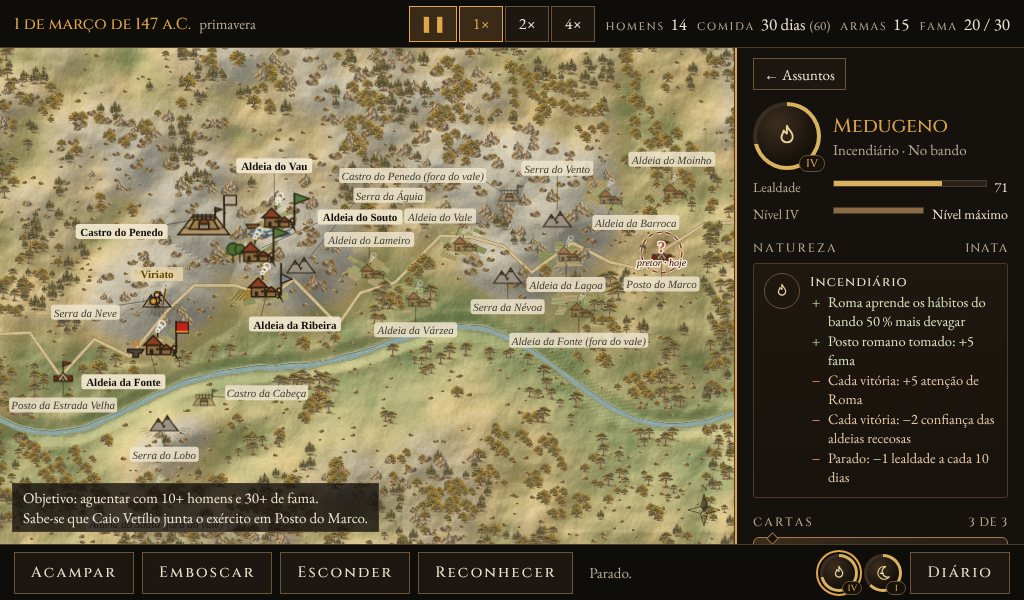 1 DE MARÇO DE 147 A.C. primavera
1× 2× 4×
HOMENS 14 COMIDA 30 dias (60) ARMAS 15 FAMA 20 / 30
Aldeia do Vau
Castro do Penedo (fora do vale)
Serra do Vento
Aldeia do Moinho
Serra da Águia
Castro do Penedo
Aldeia do Souto
Aldeia do Vale
Aldeia da Barroca
Aldeia do Lameiro
?
pretor · hoje
Viriato
Aldeia da Lagoa
Posto do Marco
Serra da Neve
Serra da Névoa
Aldeia da Ribeira
Aldeia da Várzea
Aldeia da Fonte (fora do vale)
Aldeia da Fonte
Castro da Cabeça
Posto da Estrada Velha
Serra do Lobo
Objetivo: aguentar com 10+ homens e 30+ de fama.
Sabe-se que Caio Vetílio junta o exército em Posto do Marco.
← Assuntos
IV
MEDUGENO
Incendiário · No bando
Lealdade 71
Nível IV Nível máximo
NATUREZA INATA
INCENDIÁRIO
+ Roma aprende os hábitos do
bando 50 % mais devagar
+ Posto romano tomado: +5
fama
− Cada vitória: +5 atenção de
Roma
− Cada vitória: −2 confiança das
aldeias receosas
− Parado: −1 lealdade a cada 10
dias
CARTAS 3 DE 3
ACAMPAR EMBOSCAR ESCONDER RECONHECER Parado.
IV I
DIÁRIO